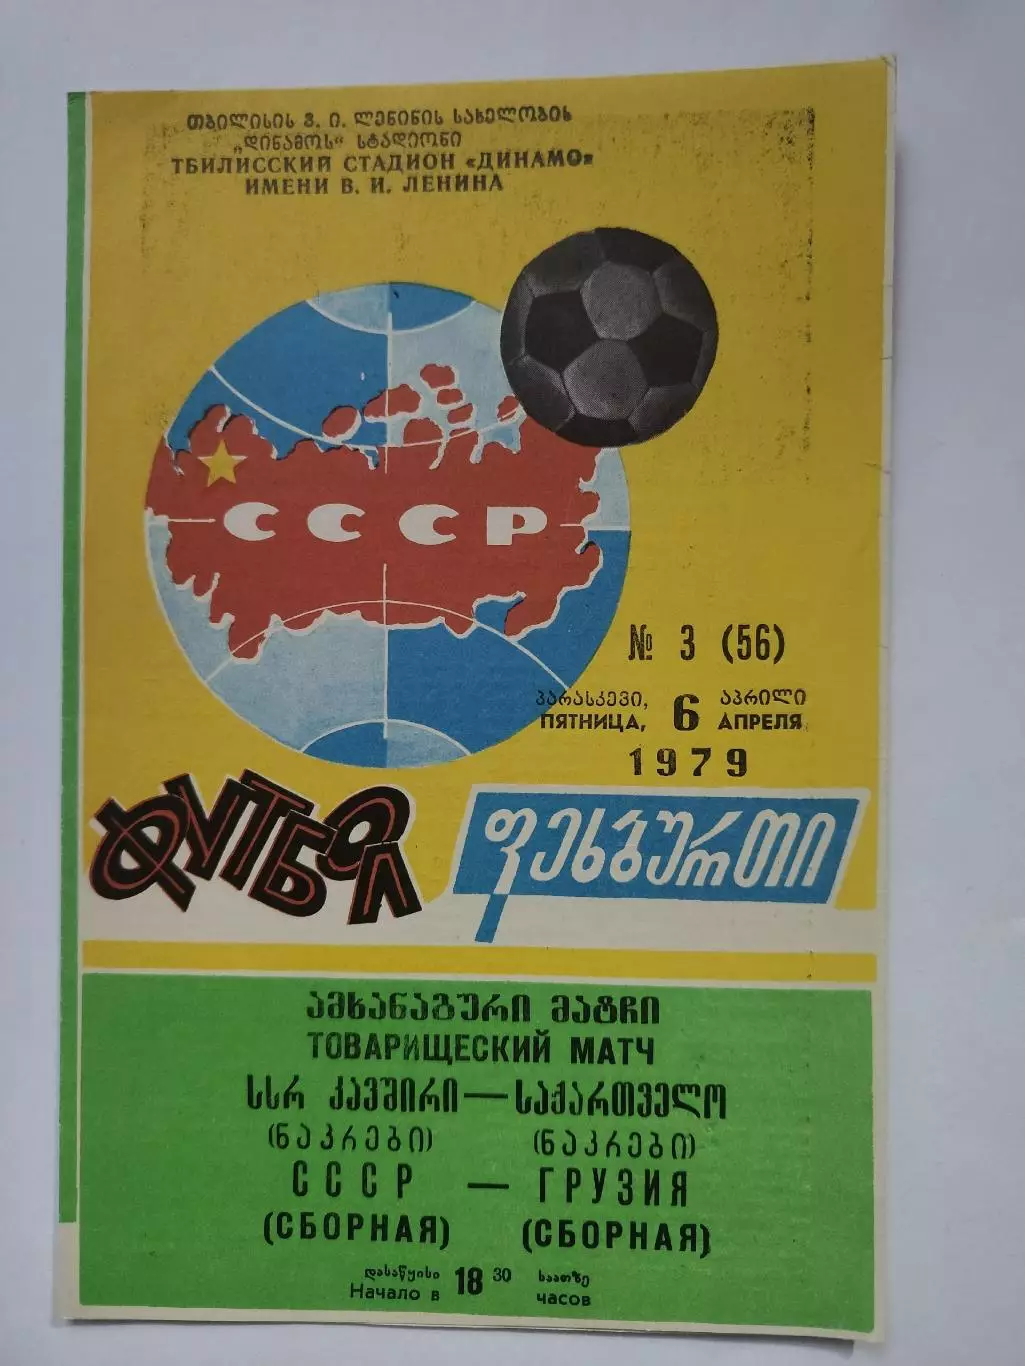 თბილისის ვ. ი. ლენინის სახელობის
„დინამოს“ სტადიონი
ТБИЛИССКИЙ СТАДИОН «ДИНАМО»
ИМЕНИ В. И. ЛЕНИНА
СССР
№ 3 (56)
პარასკევი, 6 აპრილი
ПЯТНИЦА, 6 АПРЕЛЯ
1979
ФУТБОЛ ფეხბურთი
ამხანაგური მატჩი
ТОВАРИЩЕСКИЙ МАТЧ
სსრ კავშირი—საქართველო
(ნაკრები) (ნაკრები)
СССР — ГРУЗИЯ
(СБОРНАЯ) (СБОРНАЯ)
დასაწყისი 18 30 საათზე
Начало в часов